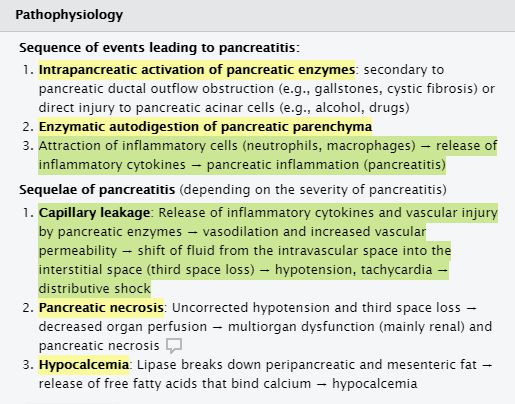 Pathophysiology
Sequence of events leading to pancreatitis:
1. Intrapancreatic activation of pancreatic enzymes: secondary to
pancreatic ductal outflow obstruction (e.g., gallstones, cystic fibrosis) or
direct injury to pancreatic acinar cells (e.g., alcohol, drugs)
2. Enzymatic autodigestion of pancreatic parenchyma
3. Attraction of inflammatory cells (neutrophils, macrophages) → release of
inflammatory cytokines → pancreatic inflammation (pancreatitis)
Sequelae of pancreatitis (depending on the severity of pancreatitis)
1. Capillary leakage: Release of inflammatory cytokines and vascular injury
by pancreatic enzymes → vasodilation and increased vascular
permeability → shift of fluid from the intravascular space into the
interstitial space (third space loss) → hypotension, tachycardia →
distributive shock
2. Pancreatic necrosis: Uncorrected hypotension and third space loss →
decreased organ perfusion → multiorgan dysfunction (mainly renal) and
pancreatic necrosis
3. Hypocalcemia: Lipase breaks down peripancreatic and mesenteric fat →
release of free fatty acids that bind calcium → hypocalcemia